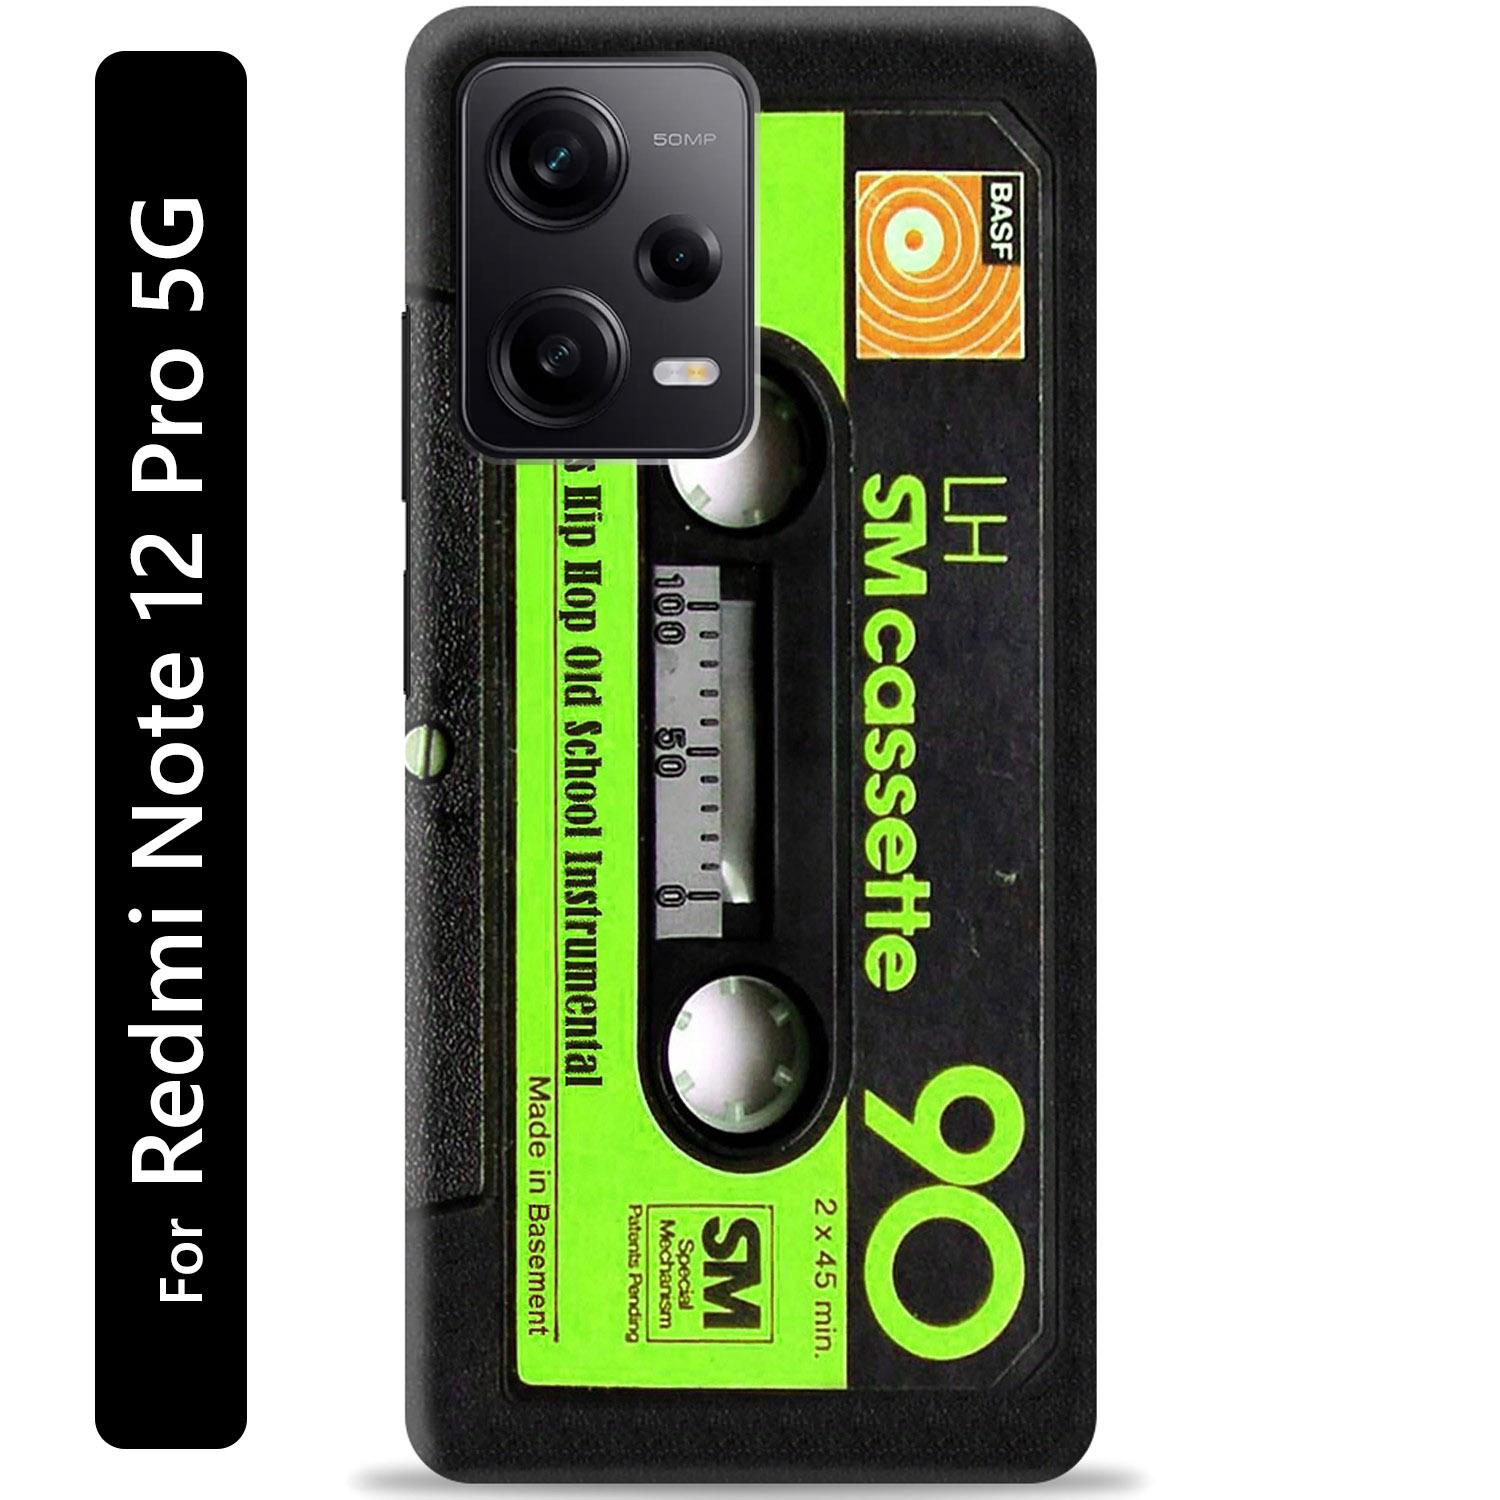 For Redmi Note 12 Pro 5G
50MP
BASF
LH
SM cassette 90
100 50 0
Hip Hop Old School Instrumental
2 x 45 min.
SM
Special
Mechanism
Patents Pending
Made in Basement